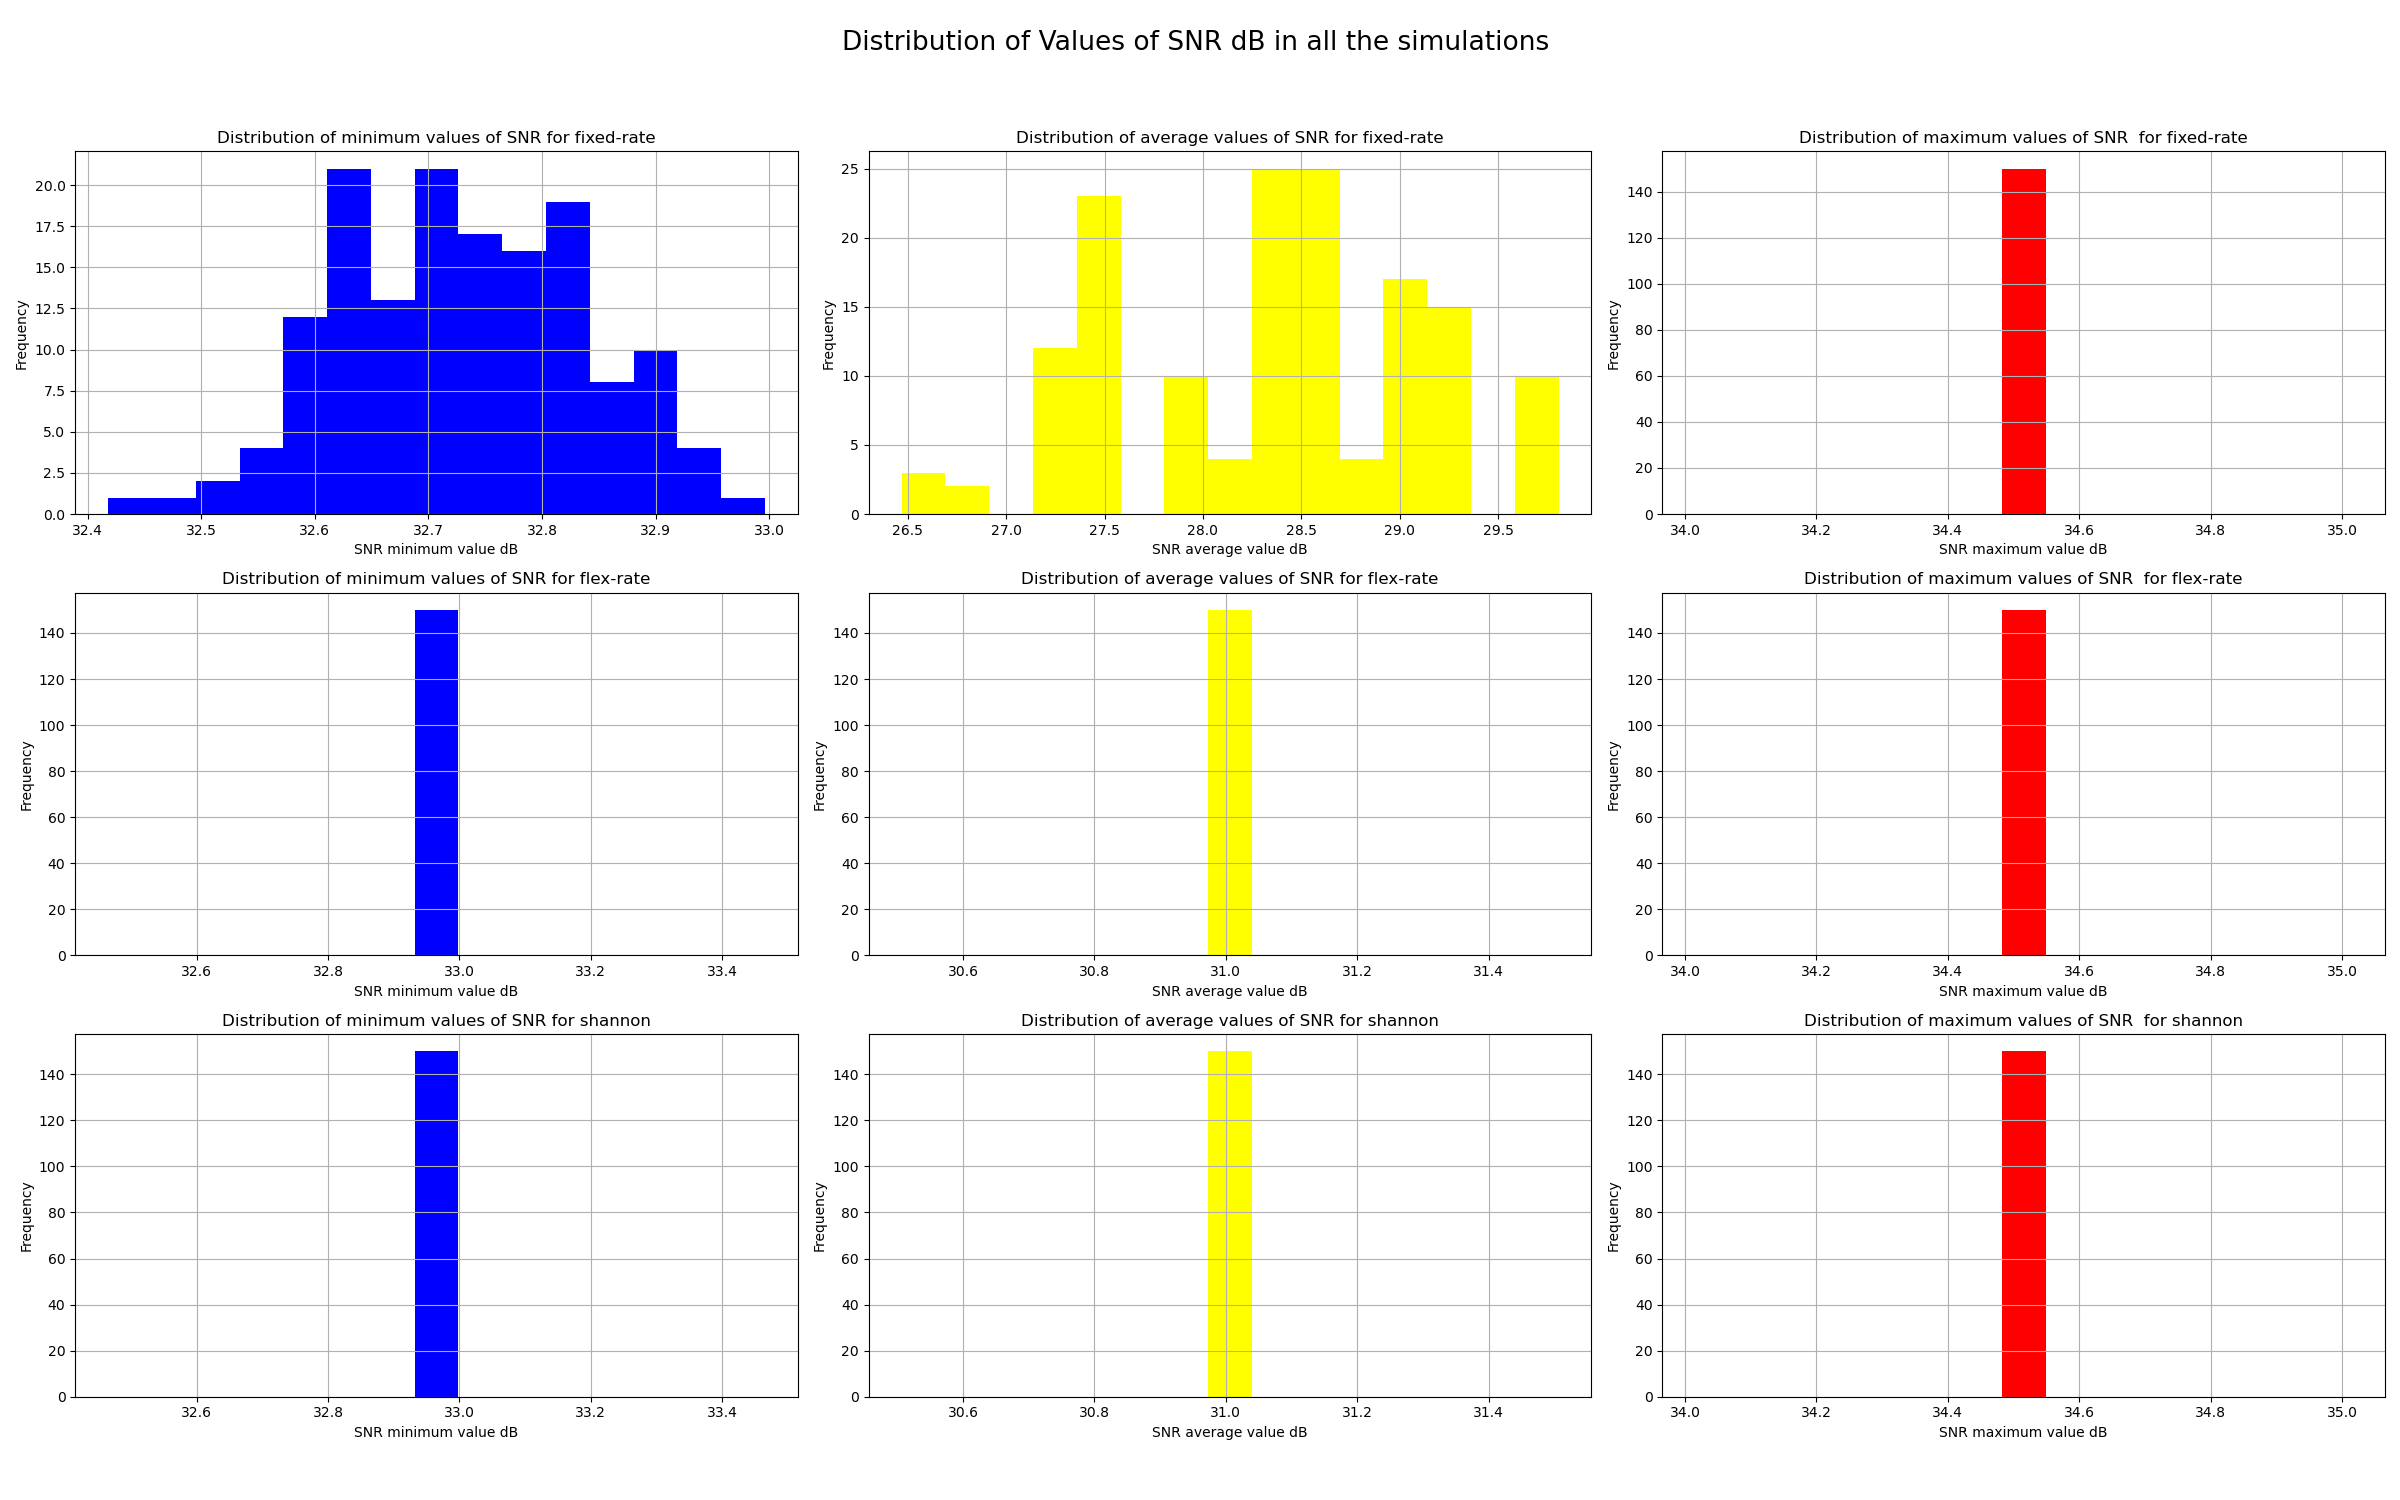 Distribution of Values of SNR dB in all the simulations
Distribution of minimum values of SNR for fixed-rate
Frequency
20.0
17.5
15.0
12.5
10.0
7.5
5.0
2.5
0.0
32.4 32.5 32.6 32.7 32.8 32.9 33.0
SNR minimum value dB
Distribution of average values of SNR for fixed-rate
Frequency
25
20
15
10
5
0
26.5 27.0 27.5 28.0 28.5 29.0 29.5
SNR average value dB
Distribution of maximum values of SNR  for fixed-rate
Frequency
140
120
100
80
60
40
20
0
34.0 34.2 34.4 34.6 34.8 35.0
SNR maximum value dB
Distribution of minimum values of SNR for flex-rate
Frequency
140
120
100
80
60
40
20
0
32.6 32.8 33.0 33.2 33.4
SNR minimum value dB
Distribution of average values of SNR for flex-rate
Frequency
140
120
100
80
60
40
20
0
30.6 30.8 31.0 31.2 31.4
SNR average value dB
Distribution of maximum values of SNR  for flex-rate
Frequency
140
120
100
80
60
40
20
0
34.0 34.2 34.4 34.6 34.8 35.0
SNR maximum value dB
Distribution of minimum values of SNR for shannon
Frequency
140
120
100
80
60
40
20
0
32.6 32.8 33.0 33.2 33.4
SNR minimum value dB
Distribution of average values of SNR for shannon
Frequency
140
120
100
80
60
40
20
0
30.6 30.8 31.0 31.2 31.4
SNR average value dB
Distribution of maximum values of SNR  for shannon
Frequency
140
120
100
80
60
40
20
0
34.0 34.2 34.4 34.6 34.8 35.0
SNR maximum value dB